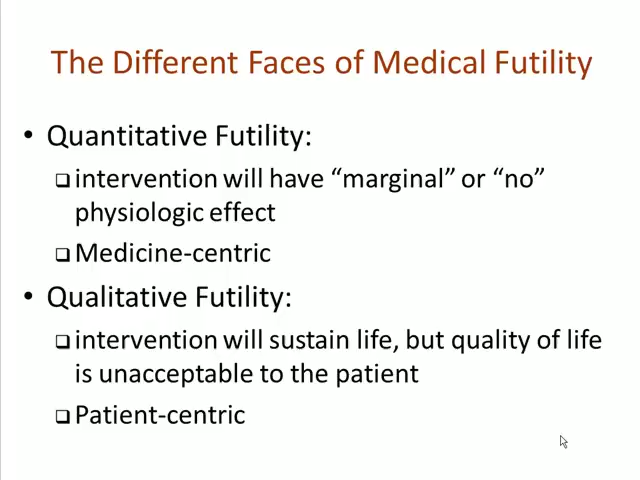 The Different Faces of Medical Futility
• Quantitative Futility:
❑ intervention will have “marginal” or “no”
physiologic effect
❑ Medicine-centric
• Qualitative Futility:
❑ intervention will sustain life, but quality of life
is unacceptable to the patient
❑ Patient-centric